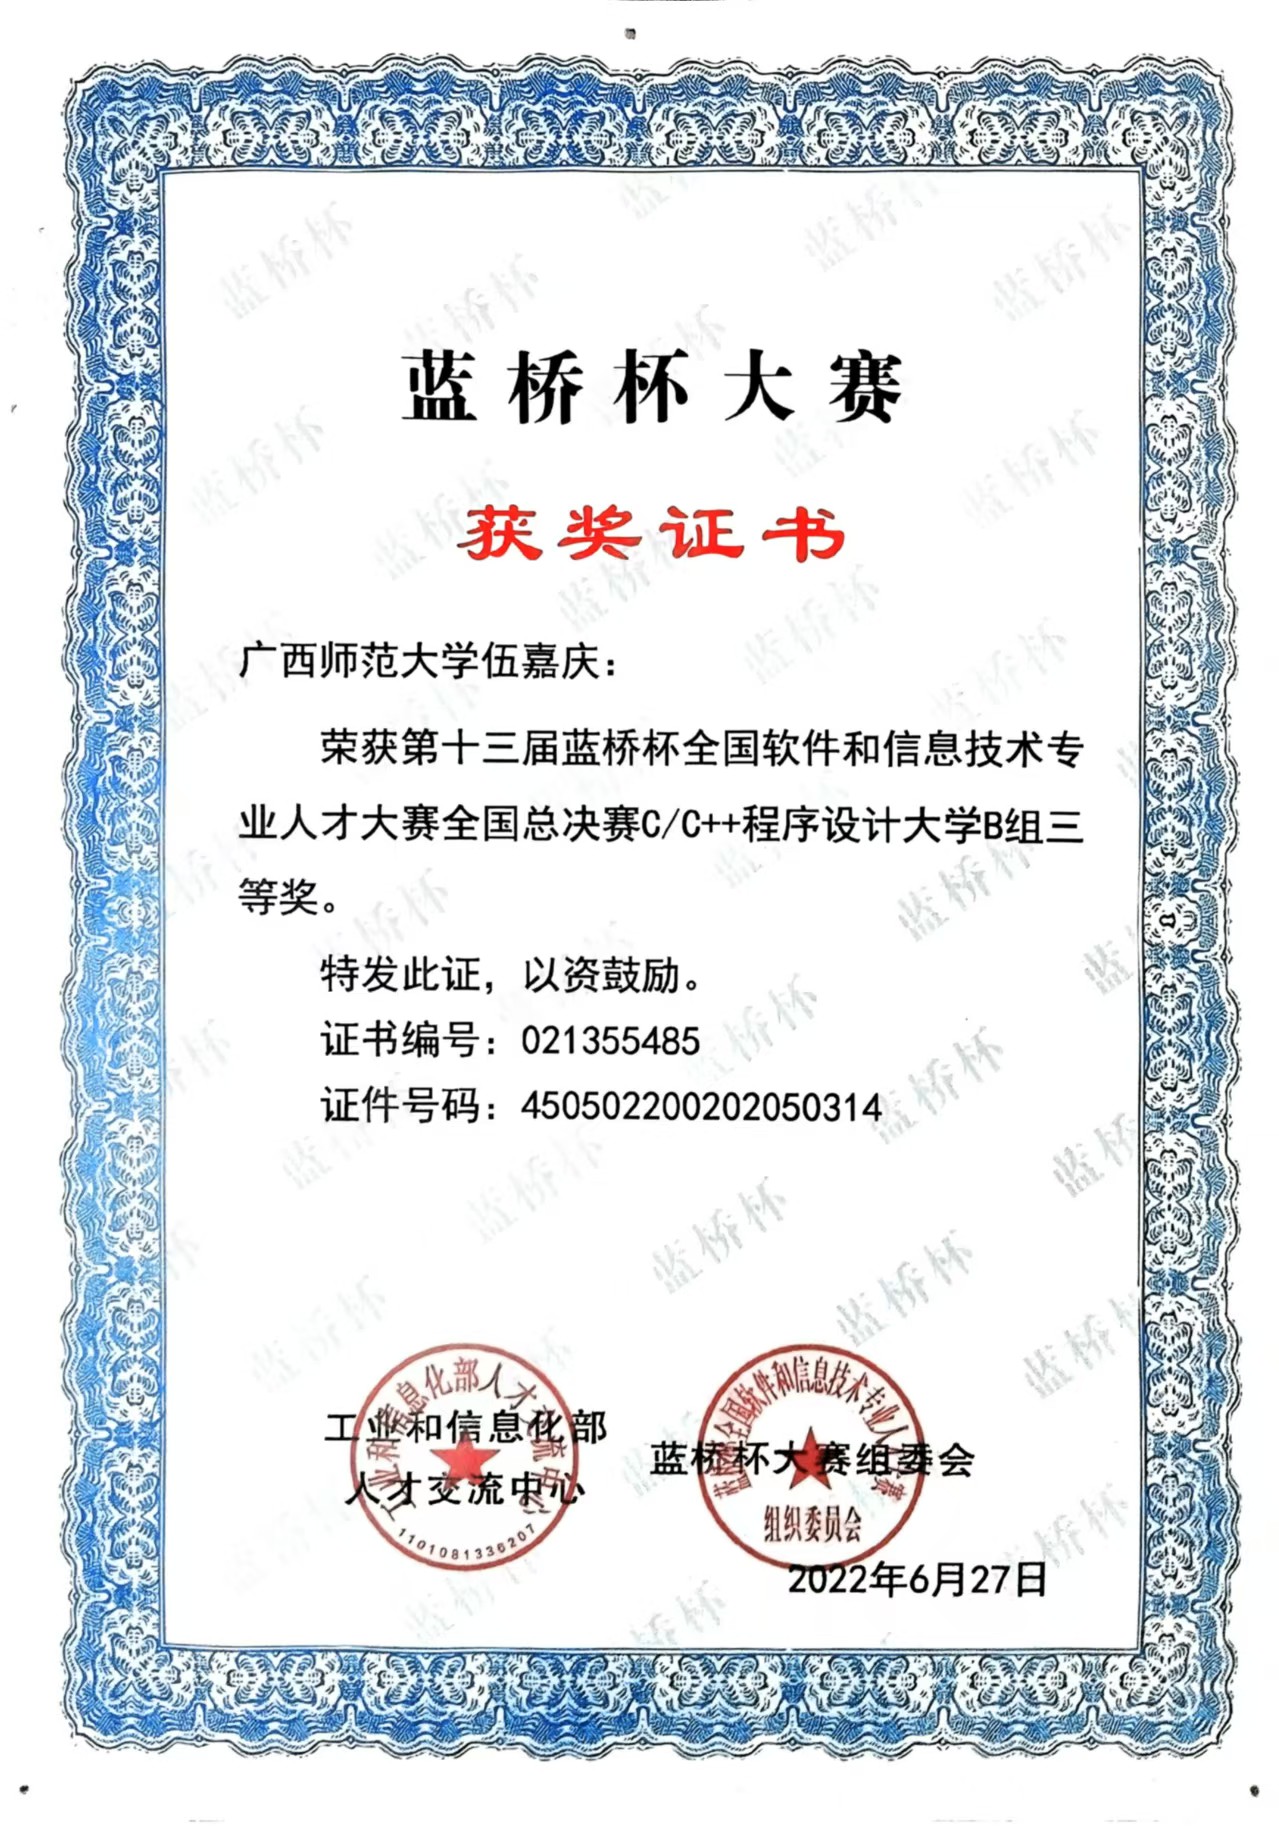 蓝桥杯大赛
获奖证书
广西师范大学伍嘉庆：
荣获第十三届蓝桥杯全国软件和信息技术专
业人才大赛全国总决赛C/C++程序设计大学B组三
等奖。
特发此证，以资鼓励。
证书编号：021355485
证件号码：450502200202050314
工业和信息化部
人才交流中心
工业和信息化部人才交流中心
1101081336207
蓝桥杯大赛组委会
蓝桥杯全国软件和信息技术专业人才大赛
组织委员会
2022年6月27日
蓝桥杯